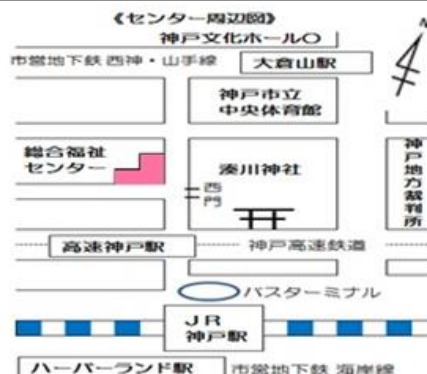 《センター周辺図》
神戸文化ホール
N
市営地下鉄 西神・山手線
大倉山駅
神戸市立
中央体育館
総合福祉
センター
湊川神社
神戸地方裁判所
西門
高速神戸駅
神戸高速鉄道
バスターミナル
JR
神戸駅
ハーバーランド駅
市営地下鉄 海岸線